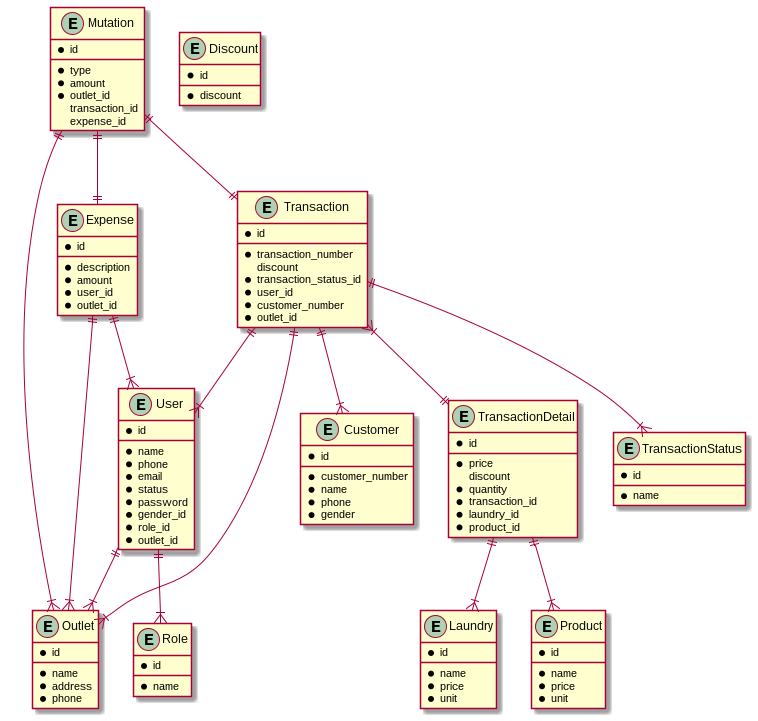 E Mutation
id
type
amount
outlet_id
transaction_id
expense_id
E Discount
id
discount
E Expense
id
description
amount
user_id
outlet_id
E Transaction
id
transaction_number
discount
transaction_status_id
user_id
customer_number
outlet_id
E User
id
name
phone
email
status
password
gender_id
role_id
outlet_id
E Customer
id
customer_number
name
phone
gender
E TransactionDetail
id
price
discount
quantity
transaction_id
laundry_id
product_id
E TransactionStatus
id
name
E Outlet
id
name
address
phone
E Role
id
name
E Laundry
id
name
price
unit
E Product
id
name
price
unit